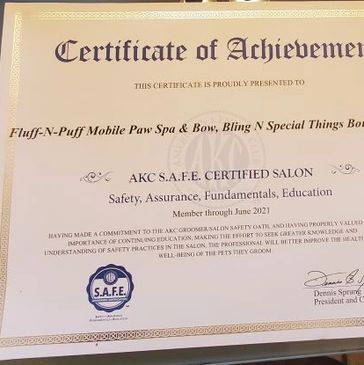 Certificate of Achievemen
THIS CERTIFICATE IS PROUDLY PRESENTED TO
Fluff-N-Puff Mobile Paw Spa & Bow, Bling N Special Things Bou
AKC
AKC S.A.F.E. CERTIFIED SALON
Safety, Assurance, Fundamentals, Education
Member through June 2021
HAVING MADE A COMMITMENT TO THE AKC GROOMER/SALON SAFETY OATH, AND HAVING PROPERLY VALUED
IMPORTANCE OF CONTINUING EDUCATION, MAKING THE EFFORT TO SEEK GREATER KNOWLEDGE AND
UNDERSTANDING OF SAFETY PRACTICES IN THE SALON, THE PROFESSIONAL WILL BETTER IMPROVE THE HEALTH
WELL-BEING OF THE PETS THEY GROOM
S.A.F.E.
Dennis Sprung
President and C